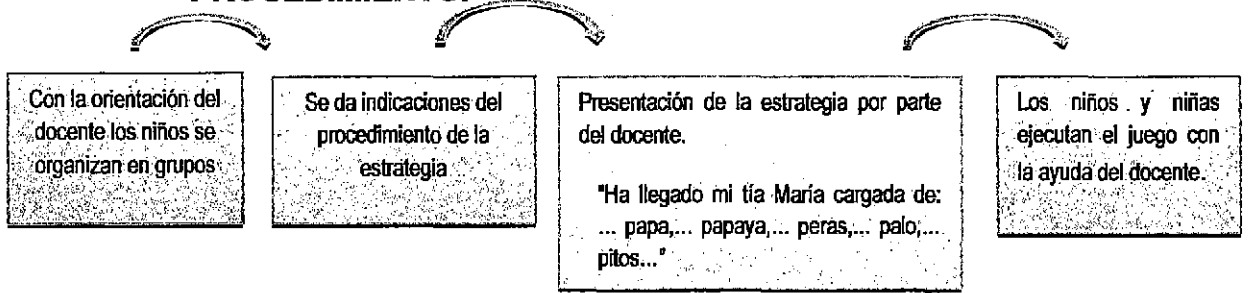 Con la orientación del
docente los niños se
organizan en grupos
Se da indicaciones del
procedimiento de la
estrategia
Presentación de la estrategia por parte
del docente.
"Ha llegado mi tía María cargada de:
... papa,... papaya,... peras,... palo,...
pitos..."
Los niños y niñas
ejecutan el juego con
la ayuda del docente.